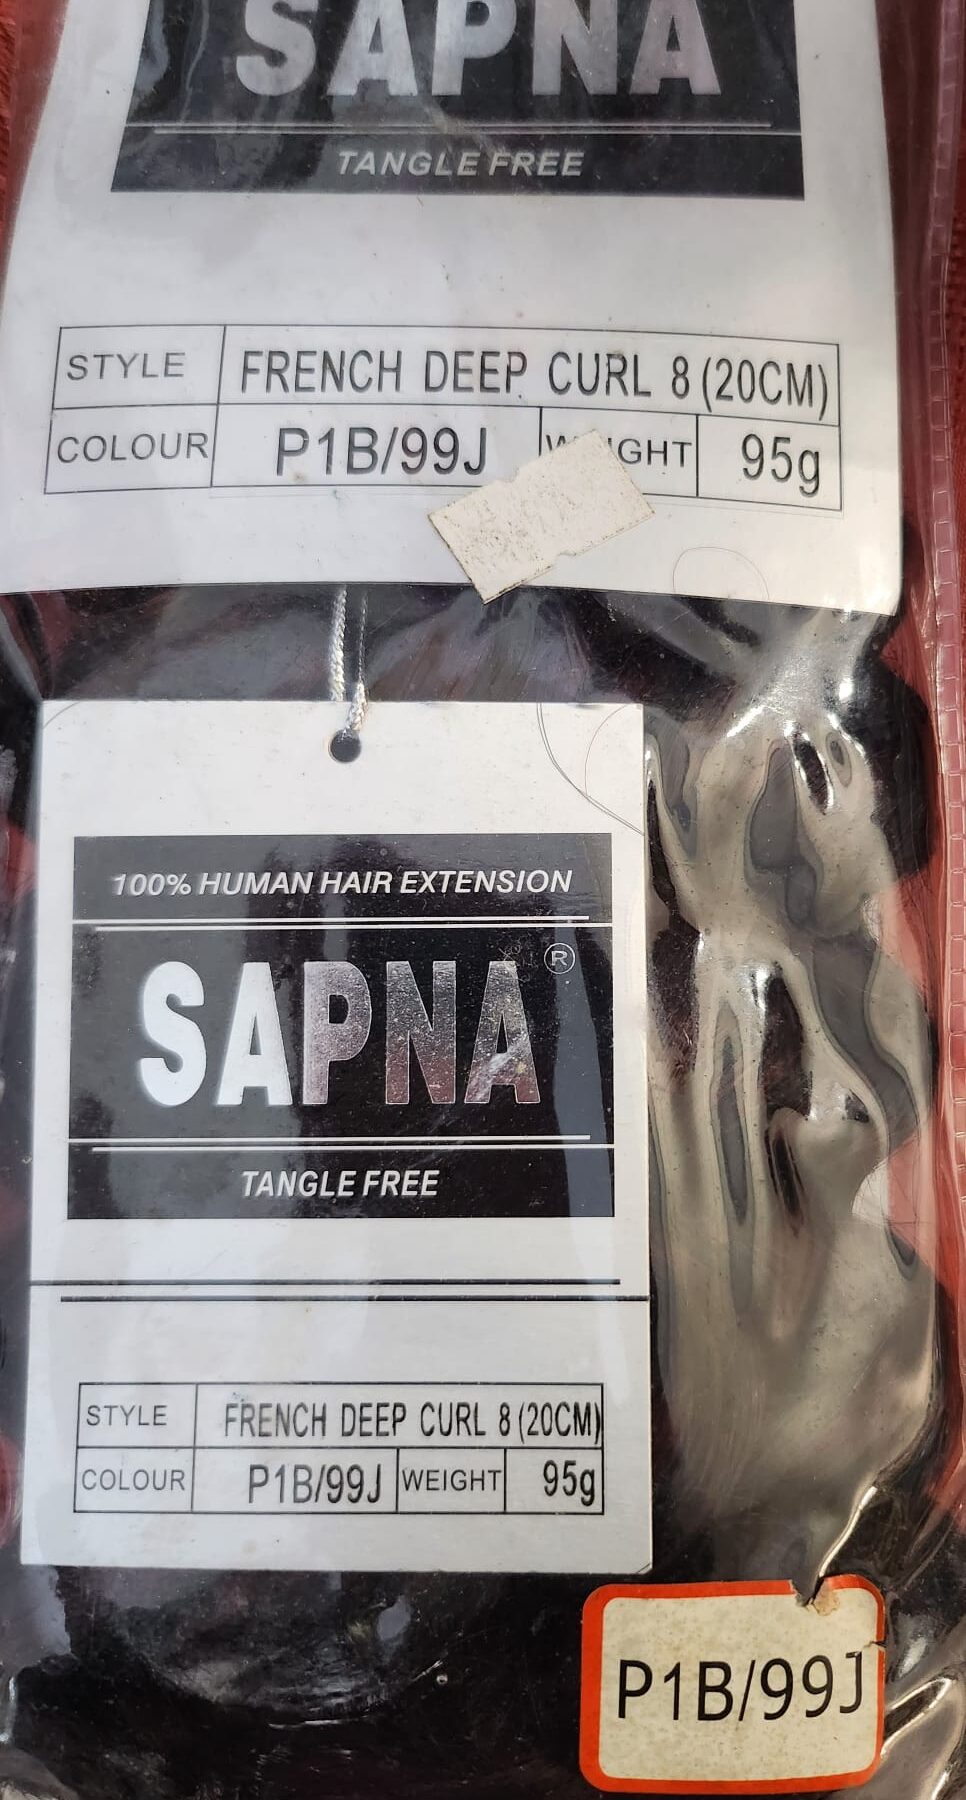 SAPNA
TANGLE FREE
STYLE FRENCH DEEP CURL 8 (20CM)
COLOUR P1B/99J WEIGHT 95g
100% HUMAN HAIR EXTENSION
SAPNA ®
TANGLE FREE
STYLE FRENCH DEEP CURL 8 (20CM)
COLOUR P1B/99J WEIGHT 95g
P1B/99J